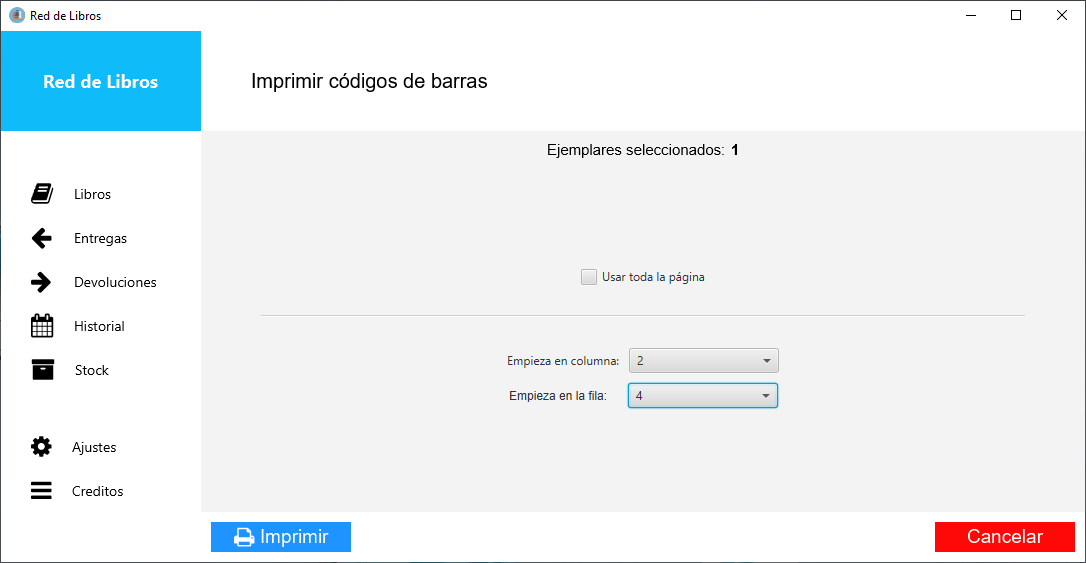 Red de Libros
Red de Libros
Imprimir códigos de barras
Ejemplares seleccionados: 1
Libros
Entregas
Devoluciones
Historial
Stock
Ajustes
Creditos
Usar toda la página
Empieza en columna: 2
Empieza en la fila: 4
Imprimir
Cancelar